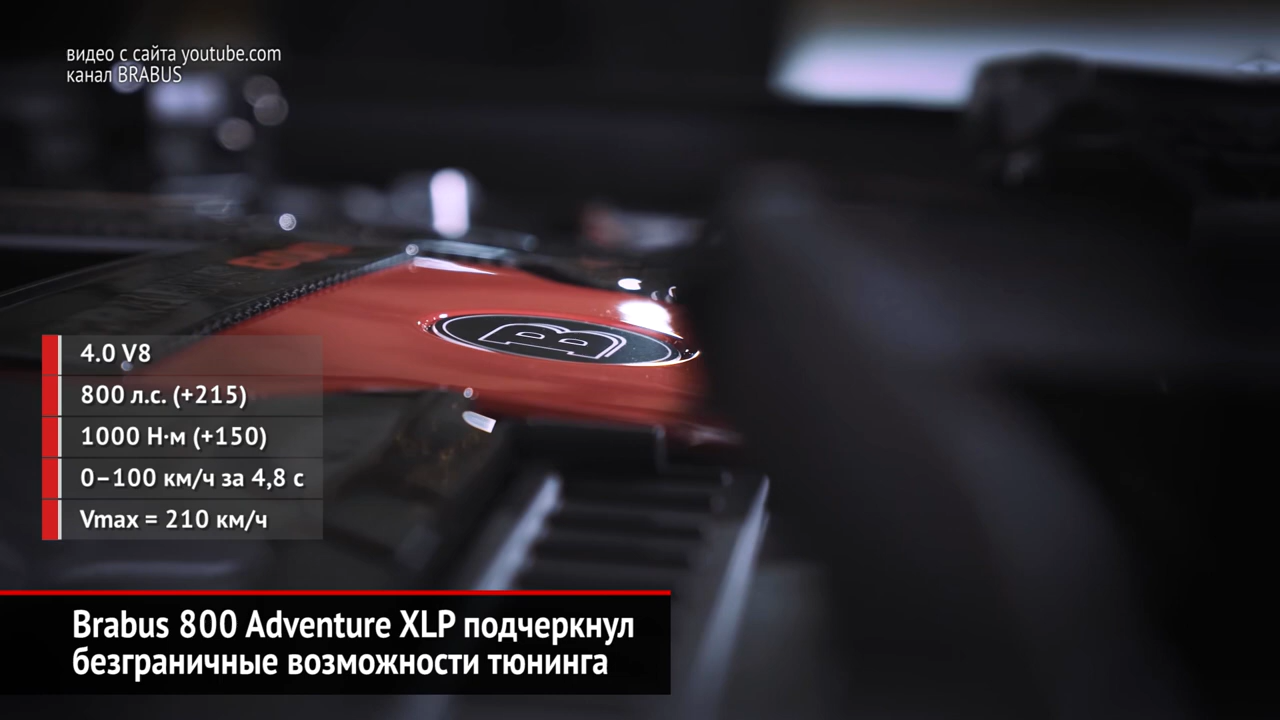 видео с сайта youtube.com
канал BRABUS
800
B
4.0 V8
800 л.с. (+215)
1000 Н·м (+150)
0–100 км/ч за 4,8 с
Vmax = 210 км/ч
Brabus 800 Adventure XLP подчеркнул
безграничные возможности тюнинга